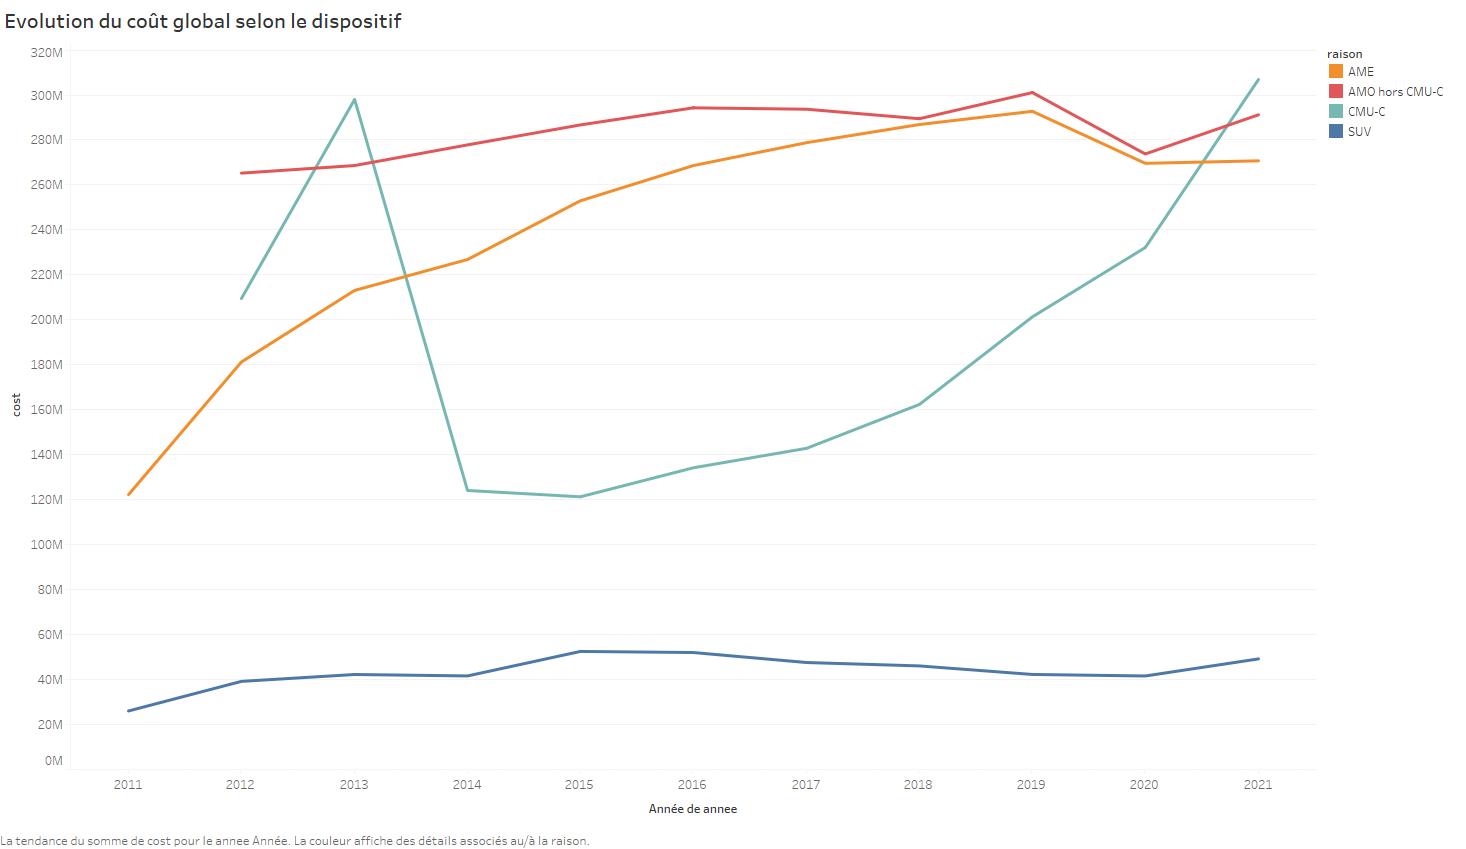 Evolution du coût global selon le dispositif
320M
300M
280M
260M
240M
220M
200M
180M
160M
140M
120M
100M
80M
60M
40M
20M
0M
cost
2011 2012 2013 2014 2015 2016 2017 2018 2019 2020 2021
Année de annee
raison
AME
AMO hors CMU-C
CMU-C
SUV
La tendance du somme de cost pour le annee Année. La couleur affiche des détails associés au/à la raison.